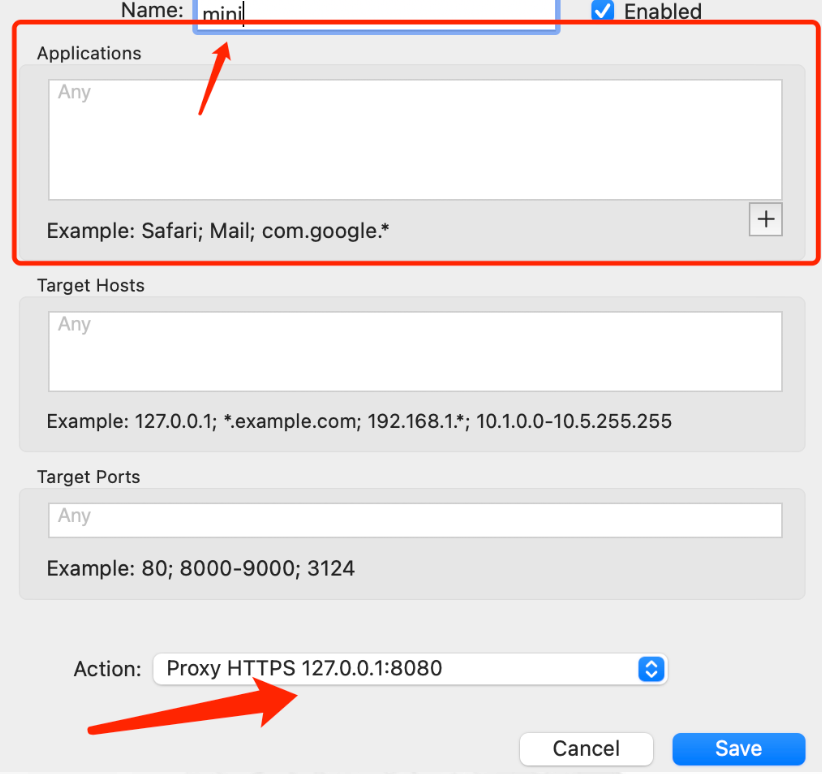 Name: mini Enabled
Applications
Any
Example: Safari; Mail; com.google.*
Target Hosts
Any
Example: 127.0.0.1; *.example.com; 192.168.1.*; 10.1.0.0-10.5.255.255
Target Ports
Any
Example: 80; 8000-9000; 3124
Action: Proxy HTTPS 127.0.0.1:8080
Cancel Save